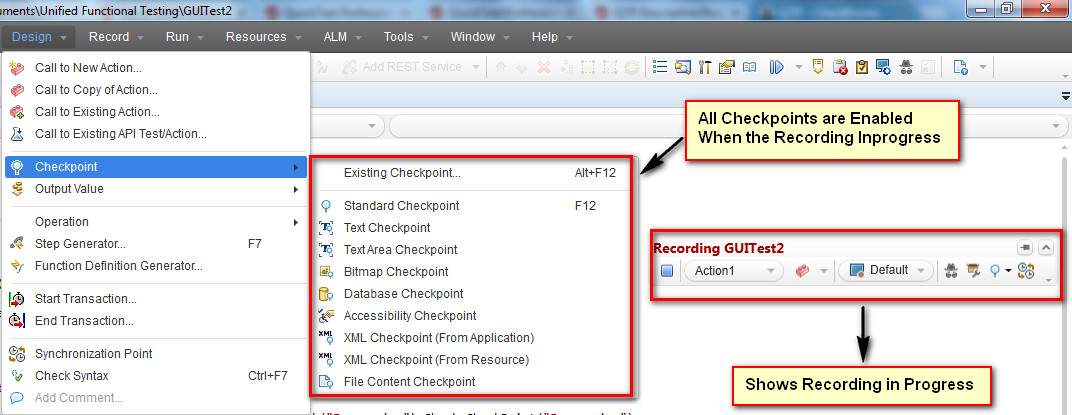 cuments\Unified Functional Testing\GUITest2
Design Record Run Resources ALM Tools Window Help
Call to New Action...
Call to Copy of Action...
Call to Existing Action...
Call to Existing API Test/Action...
Checkpoint
Output Value
Operation
Step Generator... F7
Function Definition Generator...
Start Transaction...
End Transaction...
Synchronization Point
Check Syntax Ctrl+F7
Add Comment...
Add REST Service
Existing Checkpoint... Alt+F12
Standard Checkpoint F12
Text Checkpoint
Text Area Checkpoint
Bitmap Checkpoint
Database Checkpoint
Accessibility Checkpoint
XML Checkpoint (From Application)
XML Checkpoint (From Resource)
File Content Checkpoint
All Checkpoints are Enabled
When the Recording Inprogress
Recording GUITest2
Action1 Default
Shows Recording in Progress